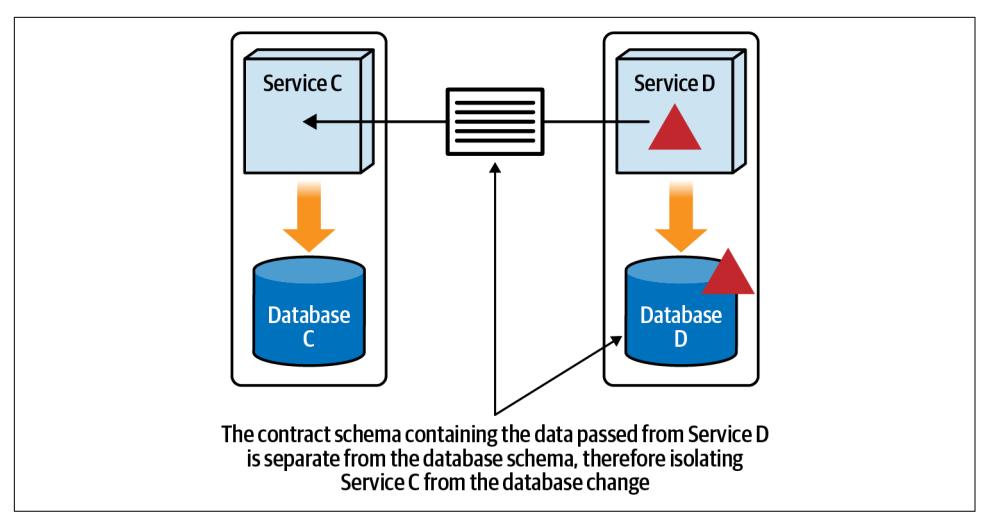 Service C
Service D
Database
C
Database
D
The contract schema containing the data passed from Service D
is separate from the database schema, therefore isolating
Service C from the database change